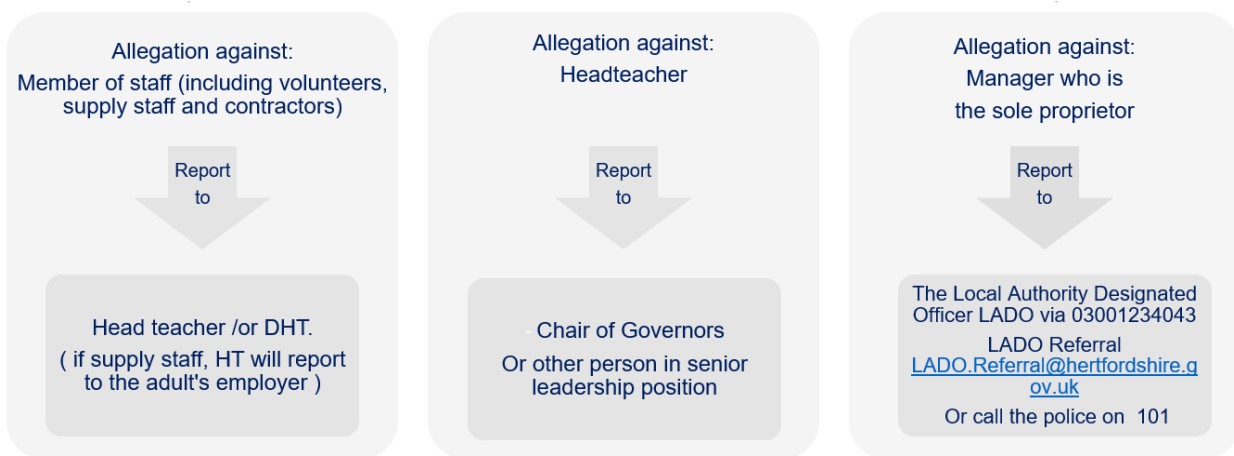 Allegation against:
Member of staff (including volunteers,
supply staff and contractors)
Report
to
Head teacher /or DHT.
( if supply staff, HT will report
to the adult's employer )
Allegation against:
Headteacher
Report
to
- Chair of Governors
Or other person in senior
leadership position
Allegation against:
Manager who is
the sole proprietor
Report
to
The Local Authority Designated
Officer LADO via 03001234043
LADO Referral
LADO.Referral@hertfordshire.g
ov.uk
Or call the police on 101